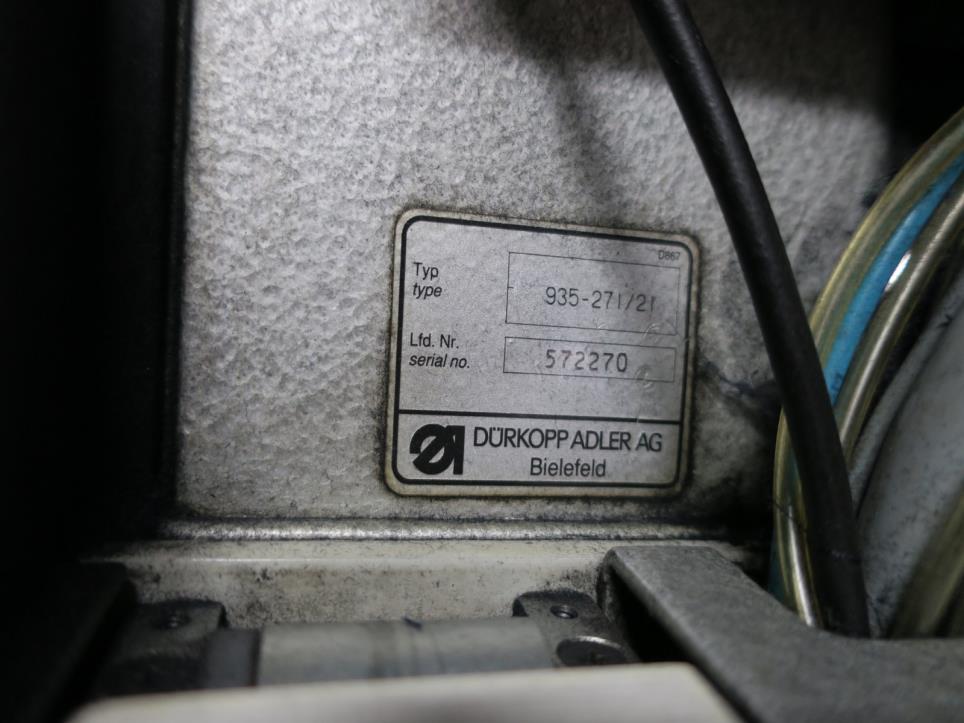 D867
Typ
type
935-271/21
Lfd. Nr.
serial no.
572270
DÜRKOPP ADLER AG
Bielefeld